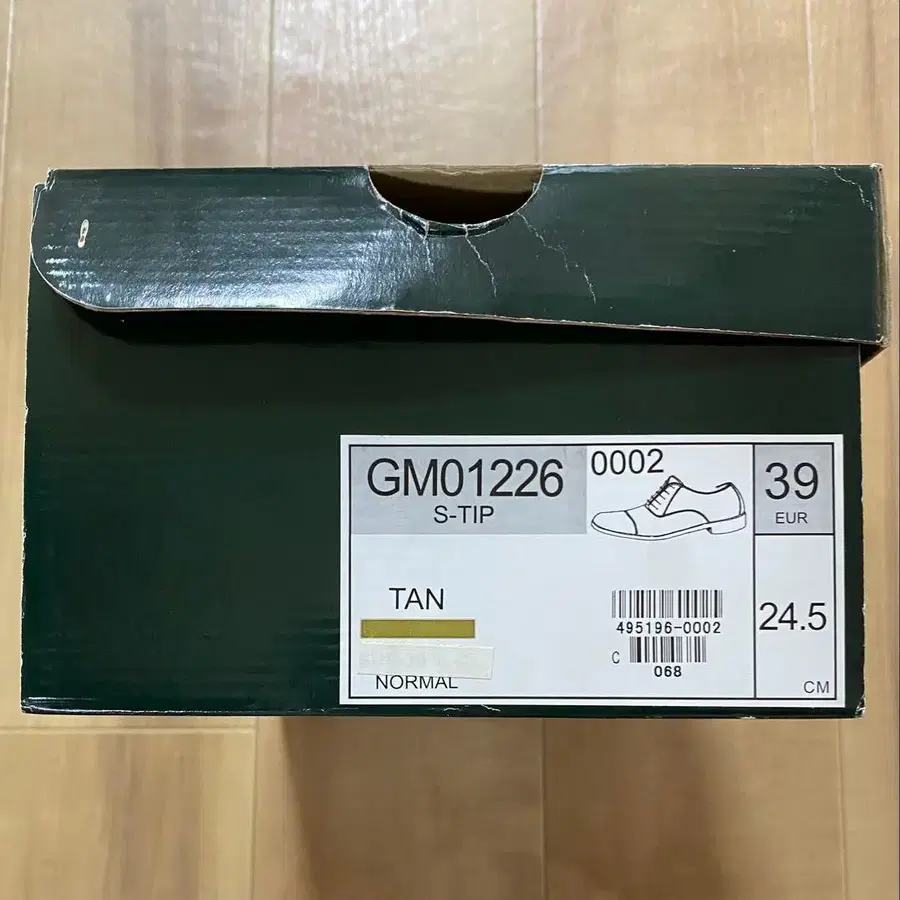 GM01226
S-TIP
0002
39
EUR
TAN
495196-0002
24.5
C
068
NORMAL
CM